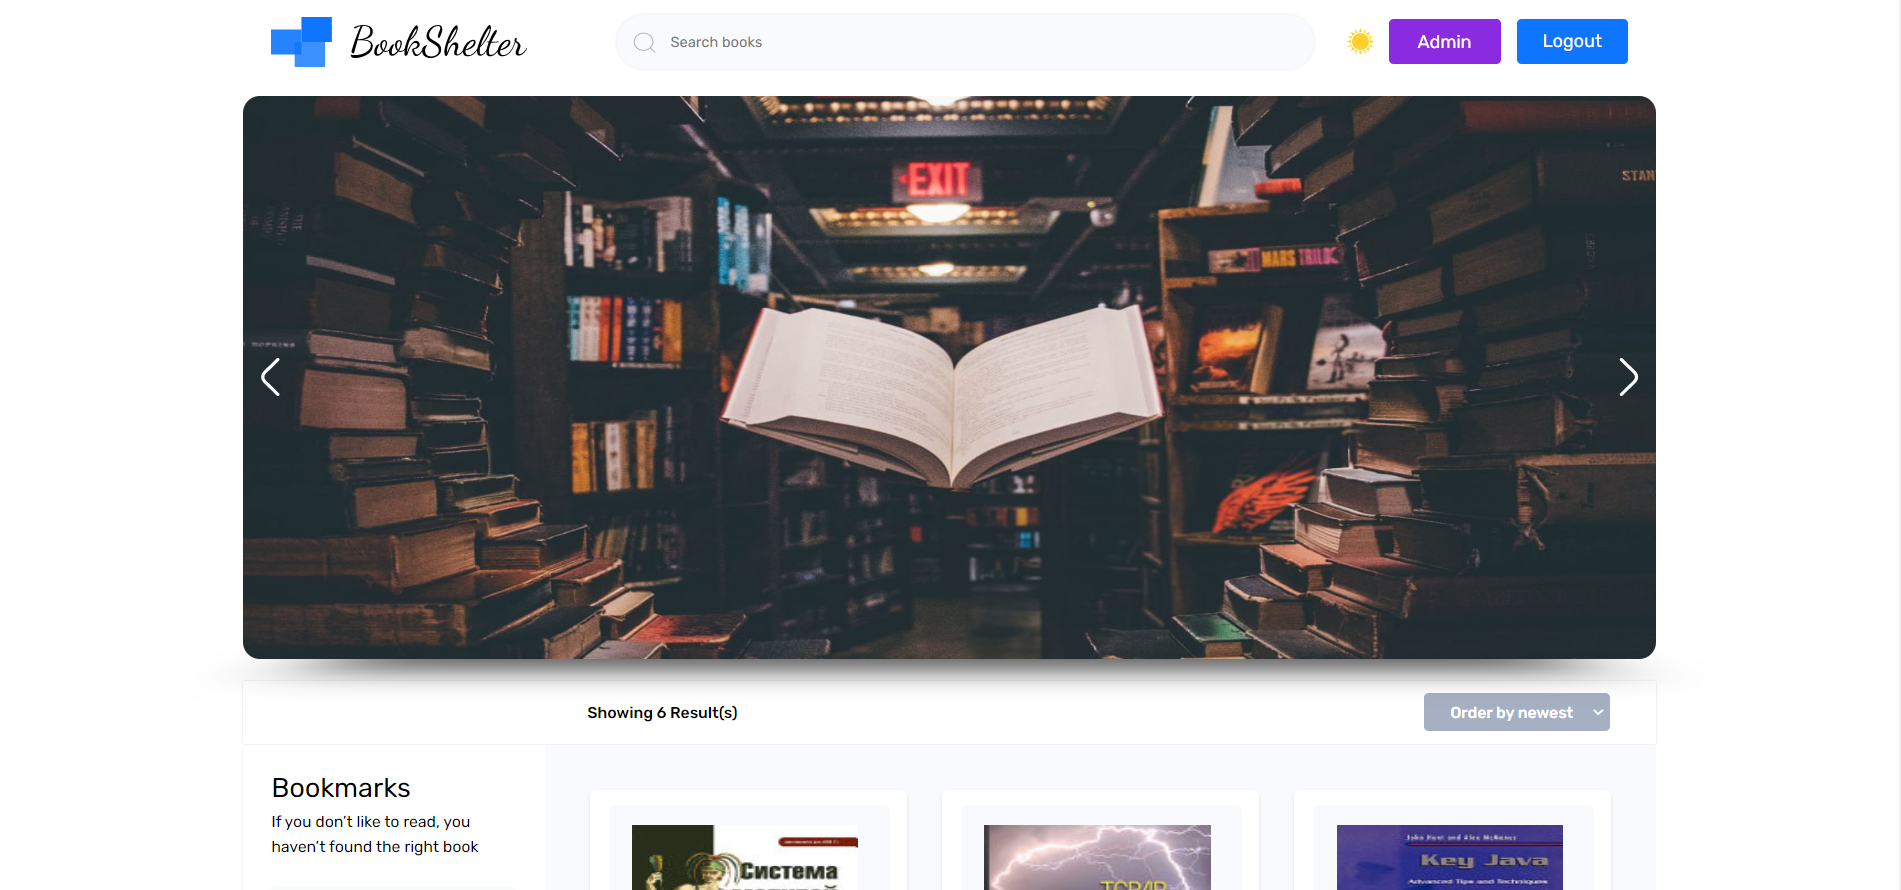 BookShelter
Search books
Admin
Logout
EXIT
STAN
MARS TRILOG
Showing 6 Result(s)
Order by newest
Bookmarks
If you don't like to read, you
haven't found the right book
Система
TCP/IP
John Hunt and Alex McManus
Key Java
Advanced Tips and Techniques